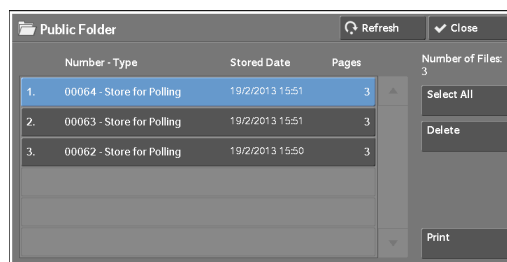 Public Folder
Refresh
Close
Number - Type Stored Date Pages
Number of Files:
3
1. 00064 - Store for Polling 19/2/2013 15:51 3
Select All
2. 00063 - Store for Polling 19/2/2013 15:51 3
Delete
3. 00062 - Store for Polling 19/2/2013 15:50 3
Print